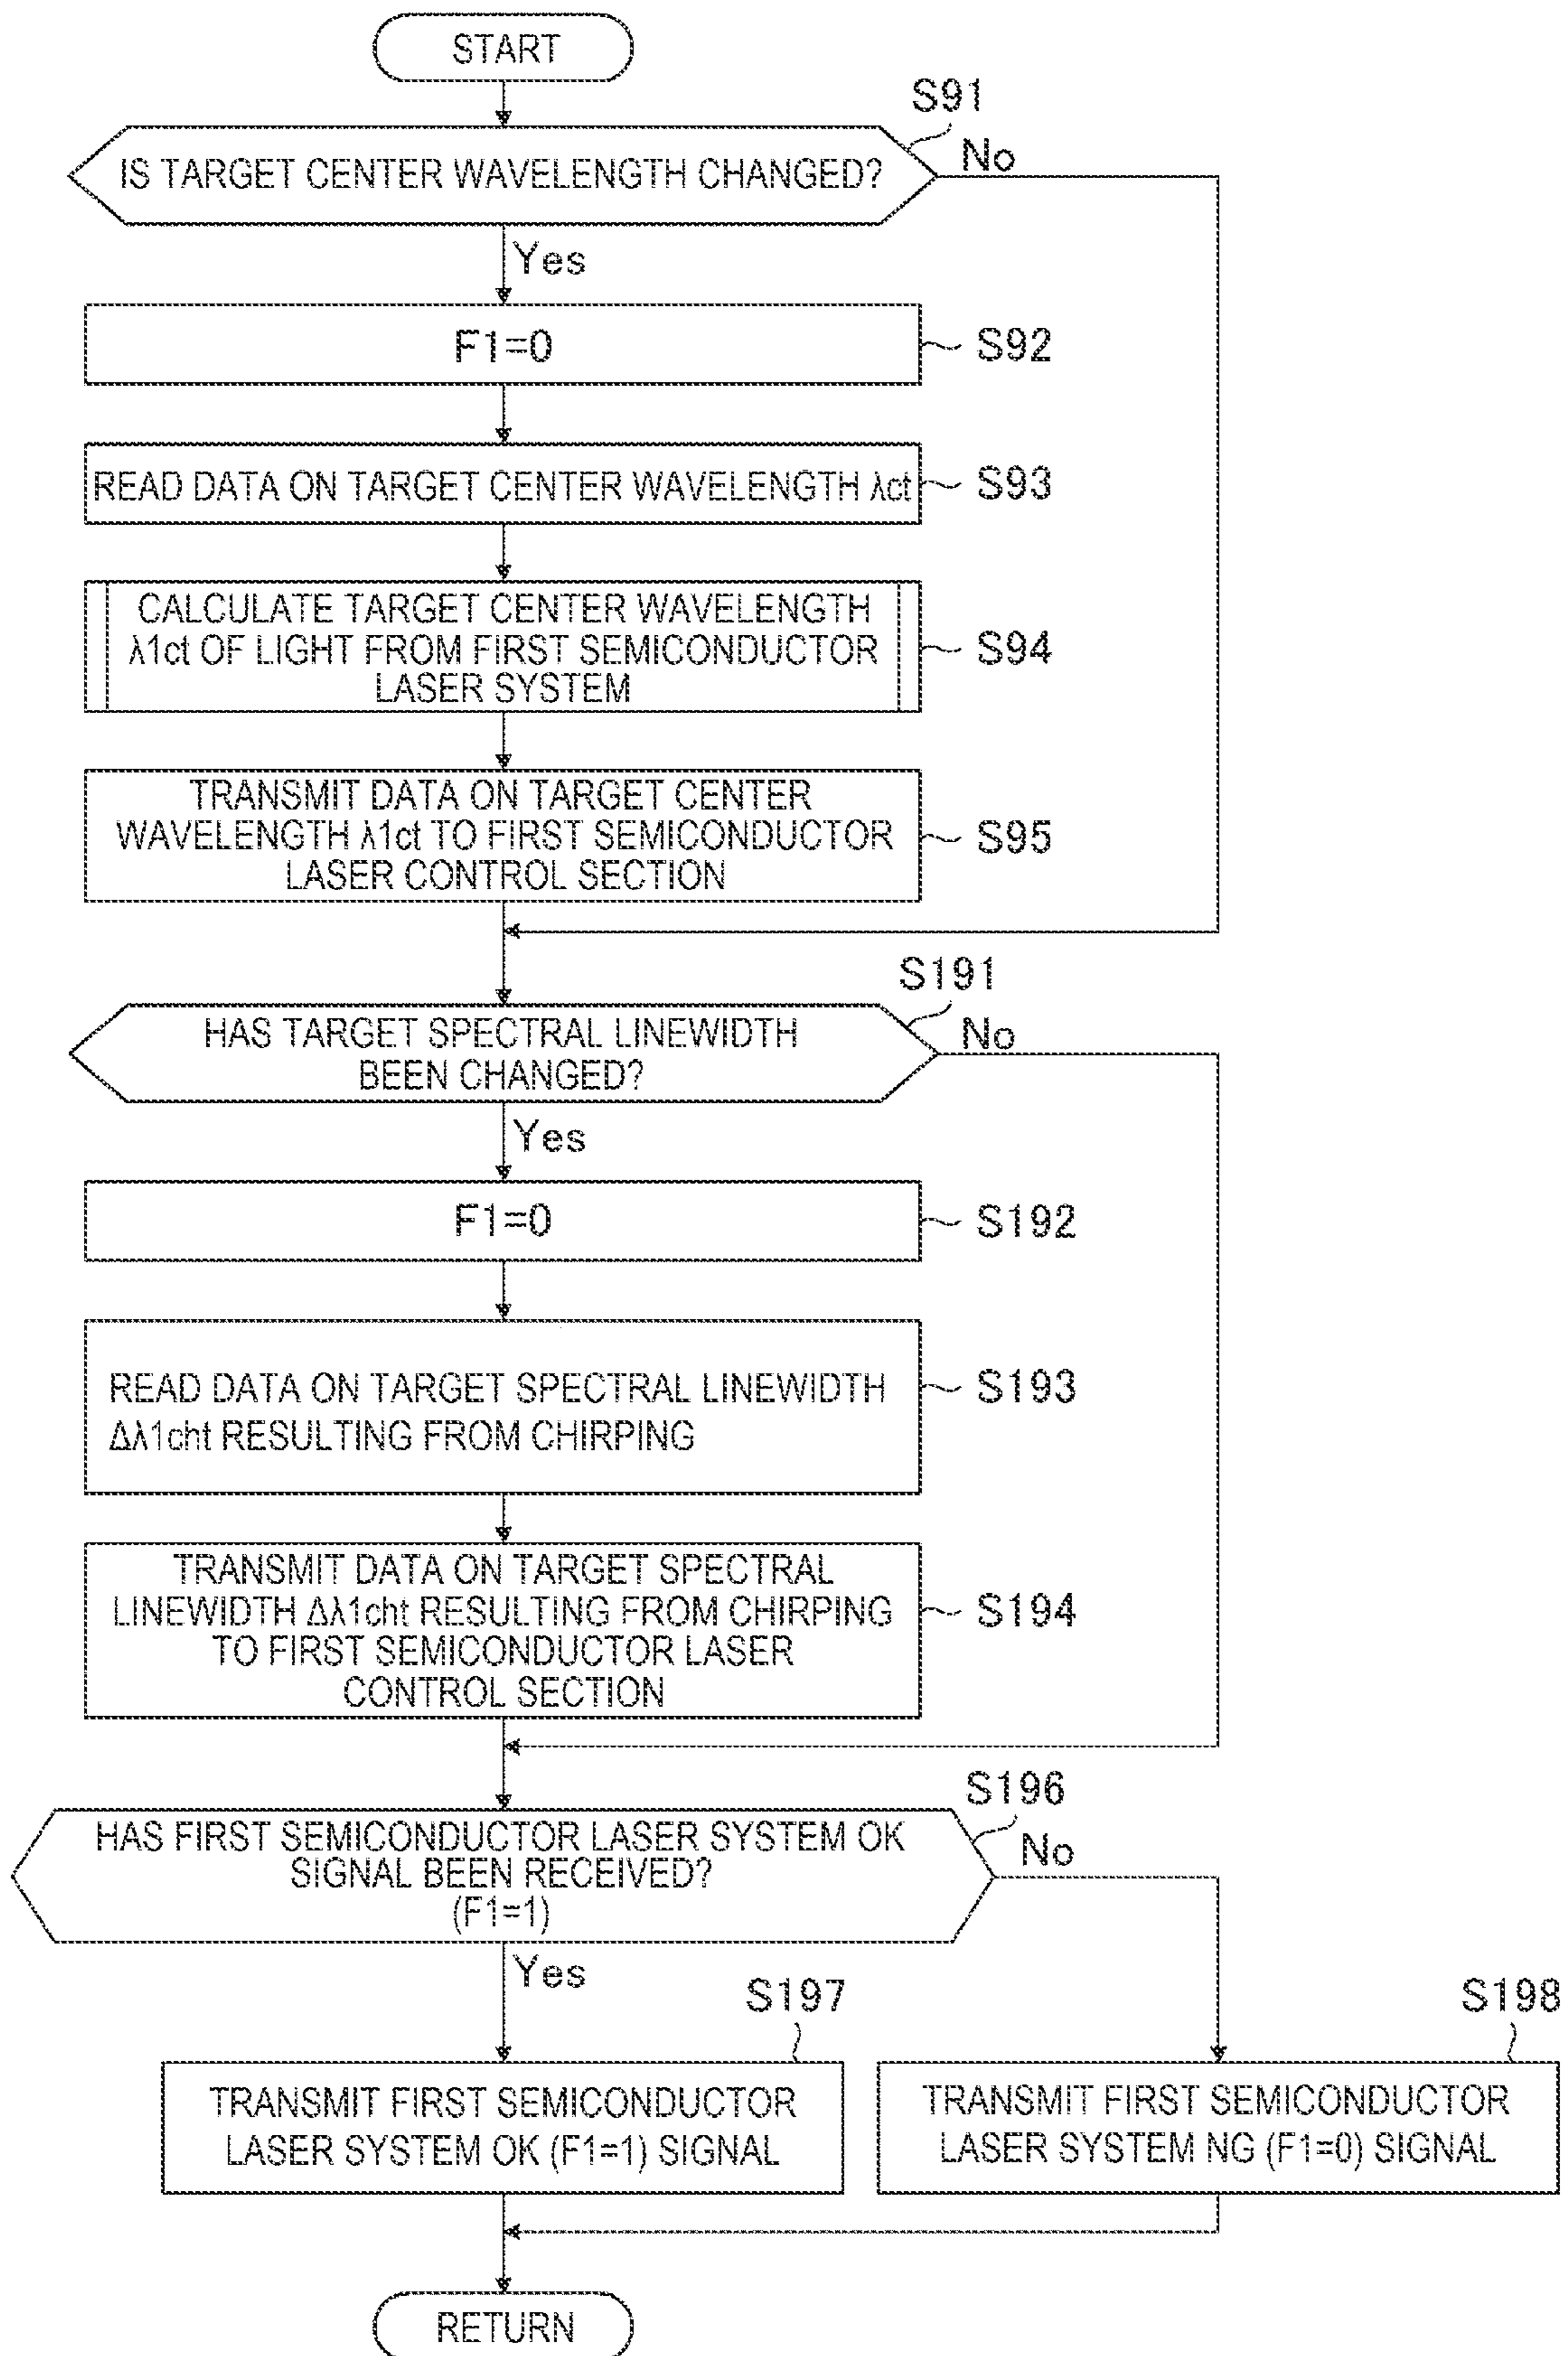 START
S91
IS TARGET CENTER WAVELENGTH CHANGED?
No
Yes
F1=0
S92
READ DATA ON TARGET CENTER WAVELENGTH λct
S93
CALCULATE TARGET CENTER WAVELENGTH
λ1ct OF LIGHT FROM FIRST SEMICONDUCTOR
LASER SYSTEM
S94
TRANSMIT DATA ON TARGET CENTER
WAVELENGTH λ1ct TO FIRST SEMICONDUCTOR
LASER CONTROL SECTION
S95
S191
HAS TARGET SPECTRAL LINEWIDTH
BEEN CHANGED?
No
Yes
F1=0
S192
READ DATA ON TARGET SPECTRAL LINEWIDTH
Δλ1cht RESULTING FROM CHIRPING
S193
TRANSMIT DATA ON TARGET SPECTRAL
LINEWIDTH Δλ1cht RESULTING FROM CHIRPING
TO FIRST SEMICONDUCTOR LASER
CONTROL SECTION
S194
S196
HAS FIRST SEMICONDUCTOR LASER SYSTEM OK
SIGNAL BEEN RECEIVED?
(F1=1)
No
Yes
S197
TRANSMIT FIRST SEMICONDUCTOR
LASER SYSTEM OK (F1=1) SIGNAL
S198
TRANSMIT FIRST SEMICONDUCTOR
LASER SYSTEM NG (F1=0) SIGNAL
RETURN